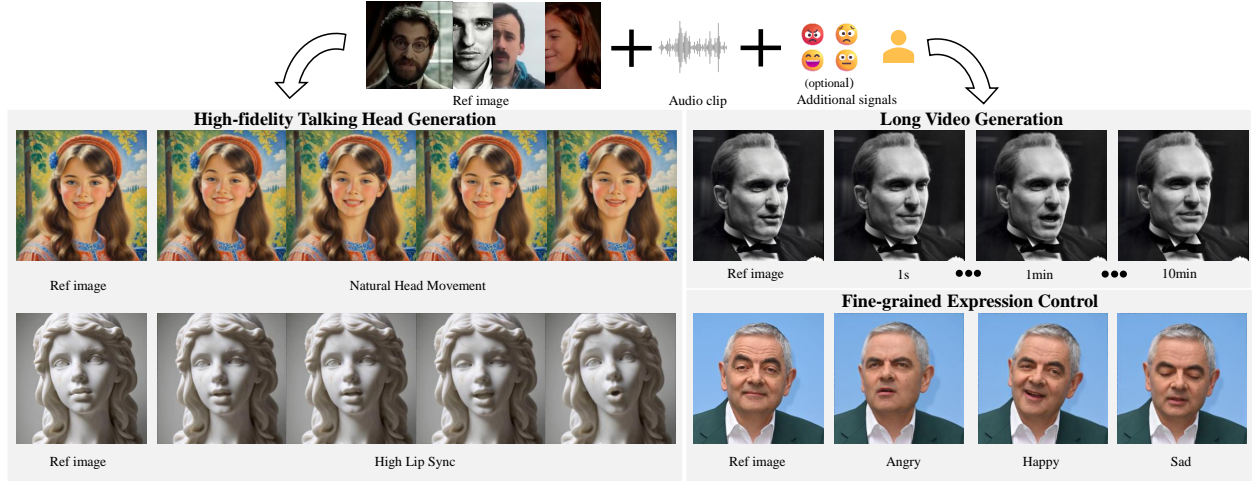 (optional)
Ref image
Audio clip
Additional signals
High-fidelity Talking Head Generation
Ref image
Natural Head Movement
Ref image
High Lip Sync
Long Video Generation
Ref image
1s
•••
1min
•••
10min
Fine-grained Expression Control
Ref image
Angry
Happy
Sad